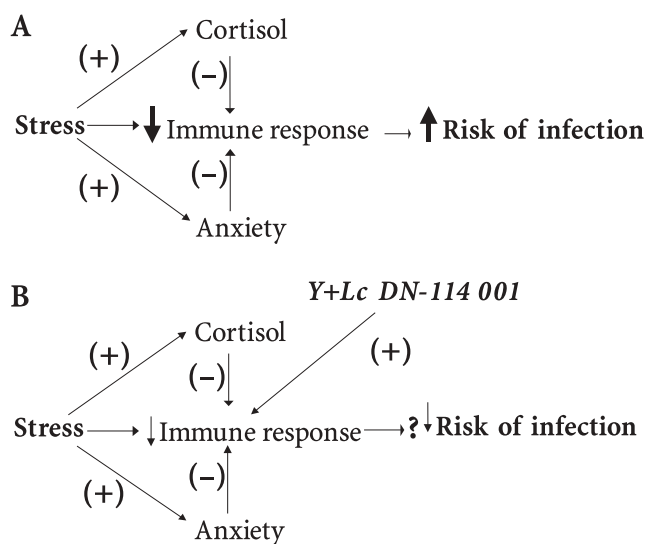 A
Cortisol
(+)
(–)
Stress
Immune response
Risk of infection
(–)
(+)
Anxiety
B
Y+Lc DN-114 001
Cortisol
(+)
(+)
(–)
Stress
Immune response
?
Risk of infection
(–)
(+)
Anxiety